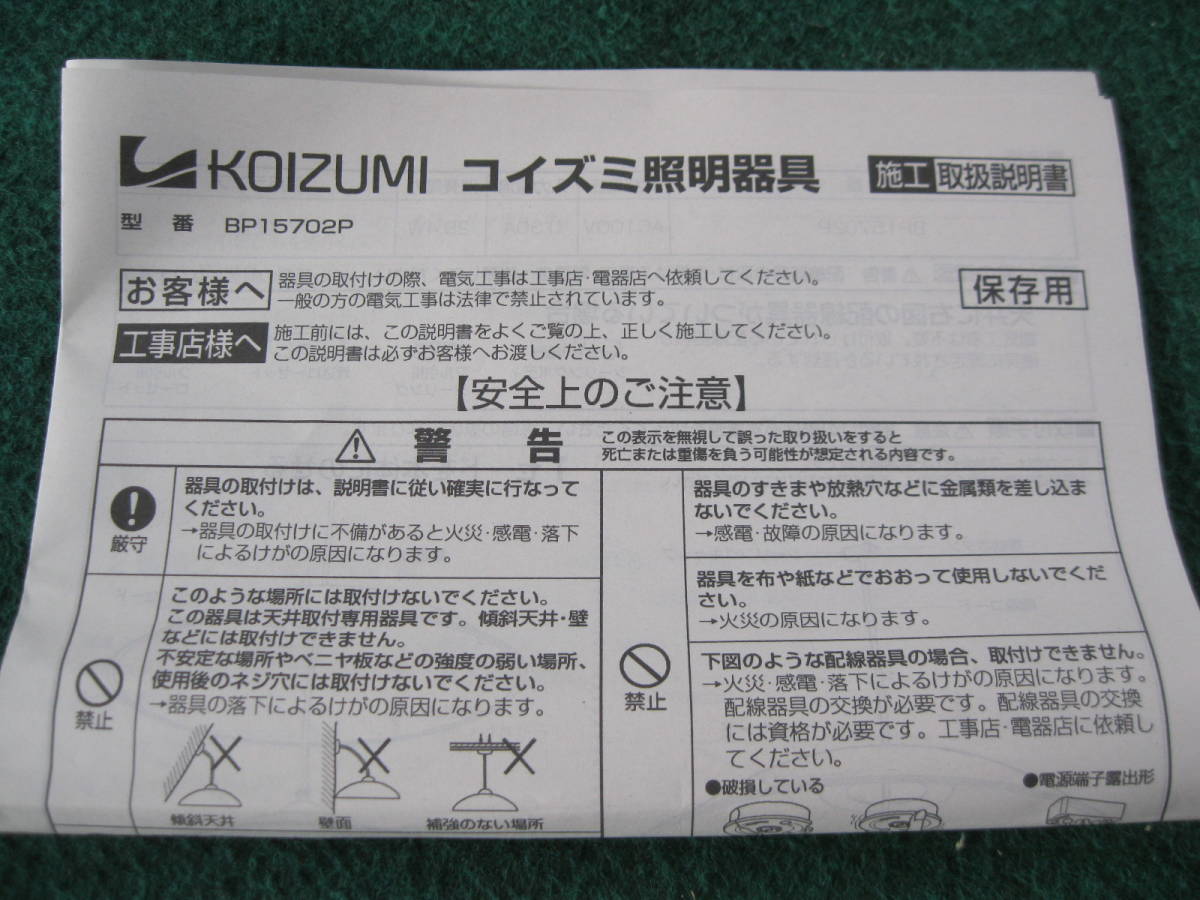 KOIZUMI コイズミ照明器具 施工 取扱説明書
型 番 BP15702P
お客様へ
器具の取付けの際、電気工事は工事店・電器店へ依頼してください。
一般の方の電気工事は法律で禁止されています。
保存用
工事店様へ
施工前には、この説明書をよくご覧の上、正しく施工してください。
この説明書は必ずお客様へお渡しください。
【安全上のご注意】
警 告
この表示を無視して誤った取り扱いをすると
死亡または重傷を負う可能性が想定される内容です。
厳守
器具の取付けは、説明書に従い確実に行なって
ください。
→器具の取付けに不備があると火災・感電・落下
によるけがの原因になります。
禁止
このような場所には取付けないでください。
この器具は天井取付専用器具です。傾斜天井・壁
などには取付けできません。
不安定な場所やベニヤ板などの強度の弱い場所、
使用後のネジ穴には取付けないでください。
→器具の落下によるけがの原因になります。
傾斜天井
壁面
補強のない場所
禁止
器具のすきまや放熱穴などに金属類を差し込ま
ないでください。
→感電・故障の原因になります。
器具を布や紙などでおおって使用しないでくだ
さい。
→火災の原因になります。
下図のような配線器具の場合、取付けできません。
→火災・感電・落下によるけがの原因になります。
配線器具の交換が必要です。配線器具の交換
には資格が必要です。工事店・電器店に依頼し
てください。
●破損している
●電源端子露出形